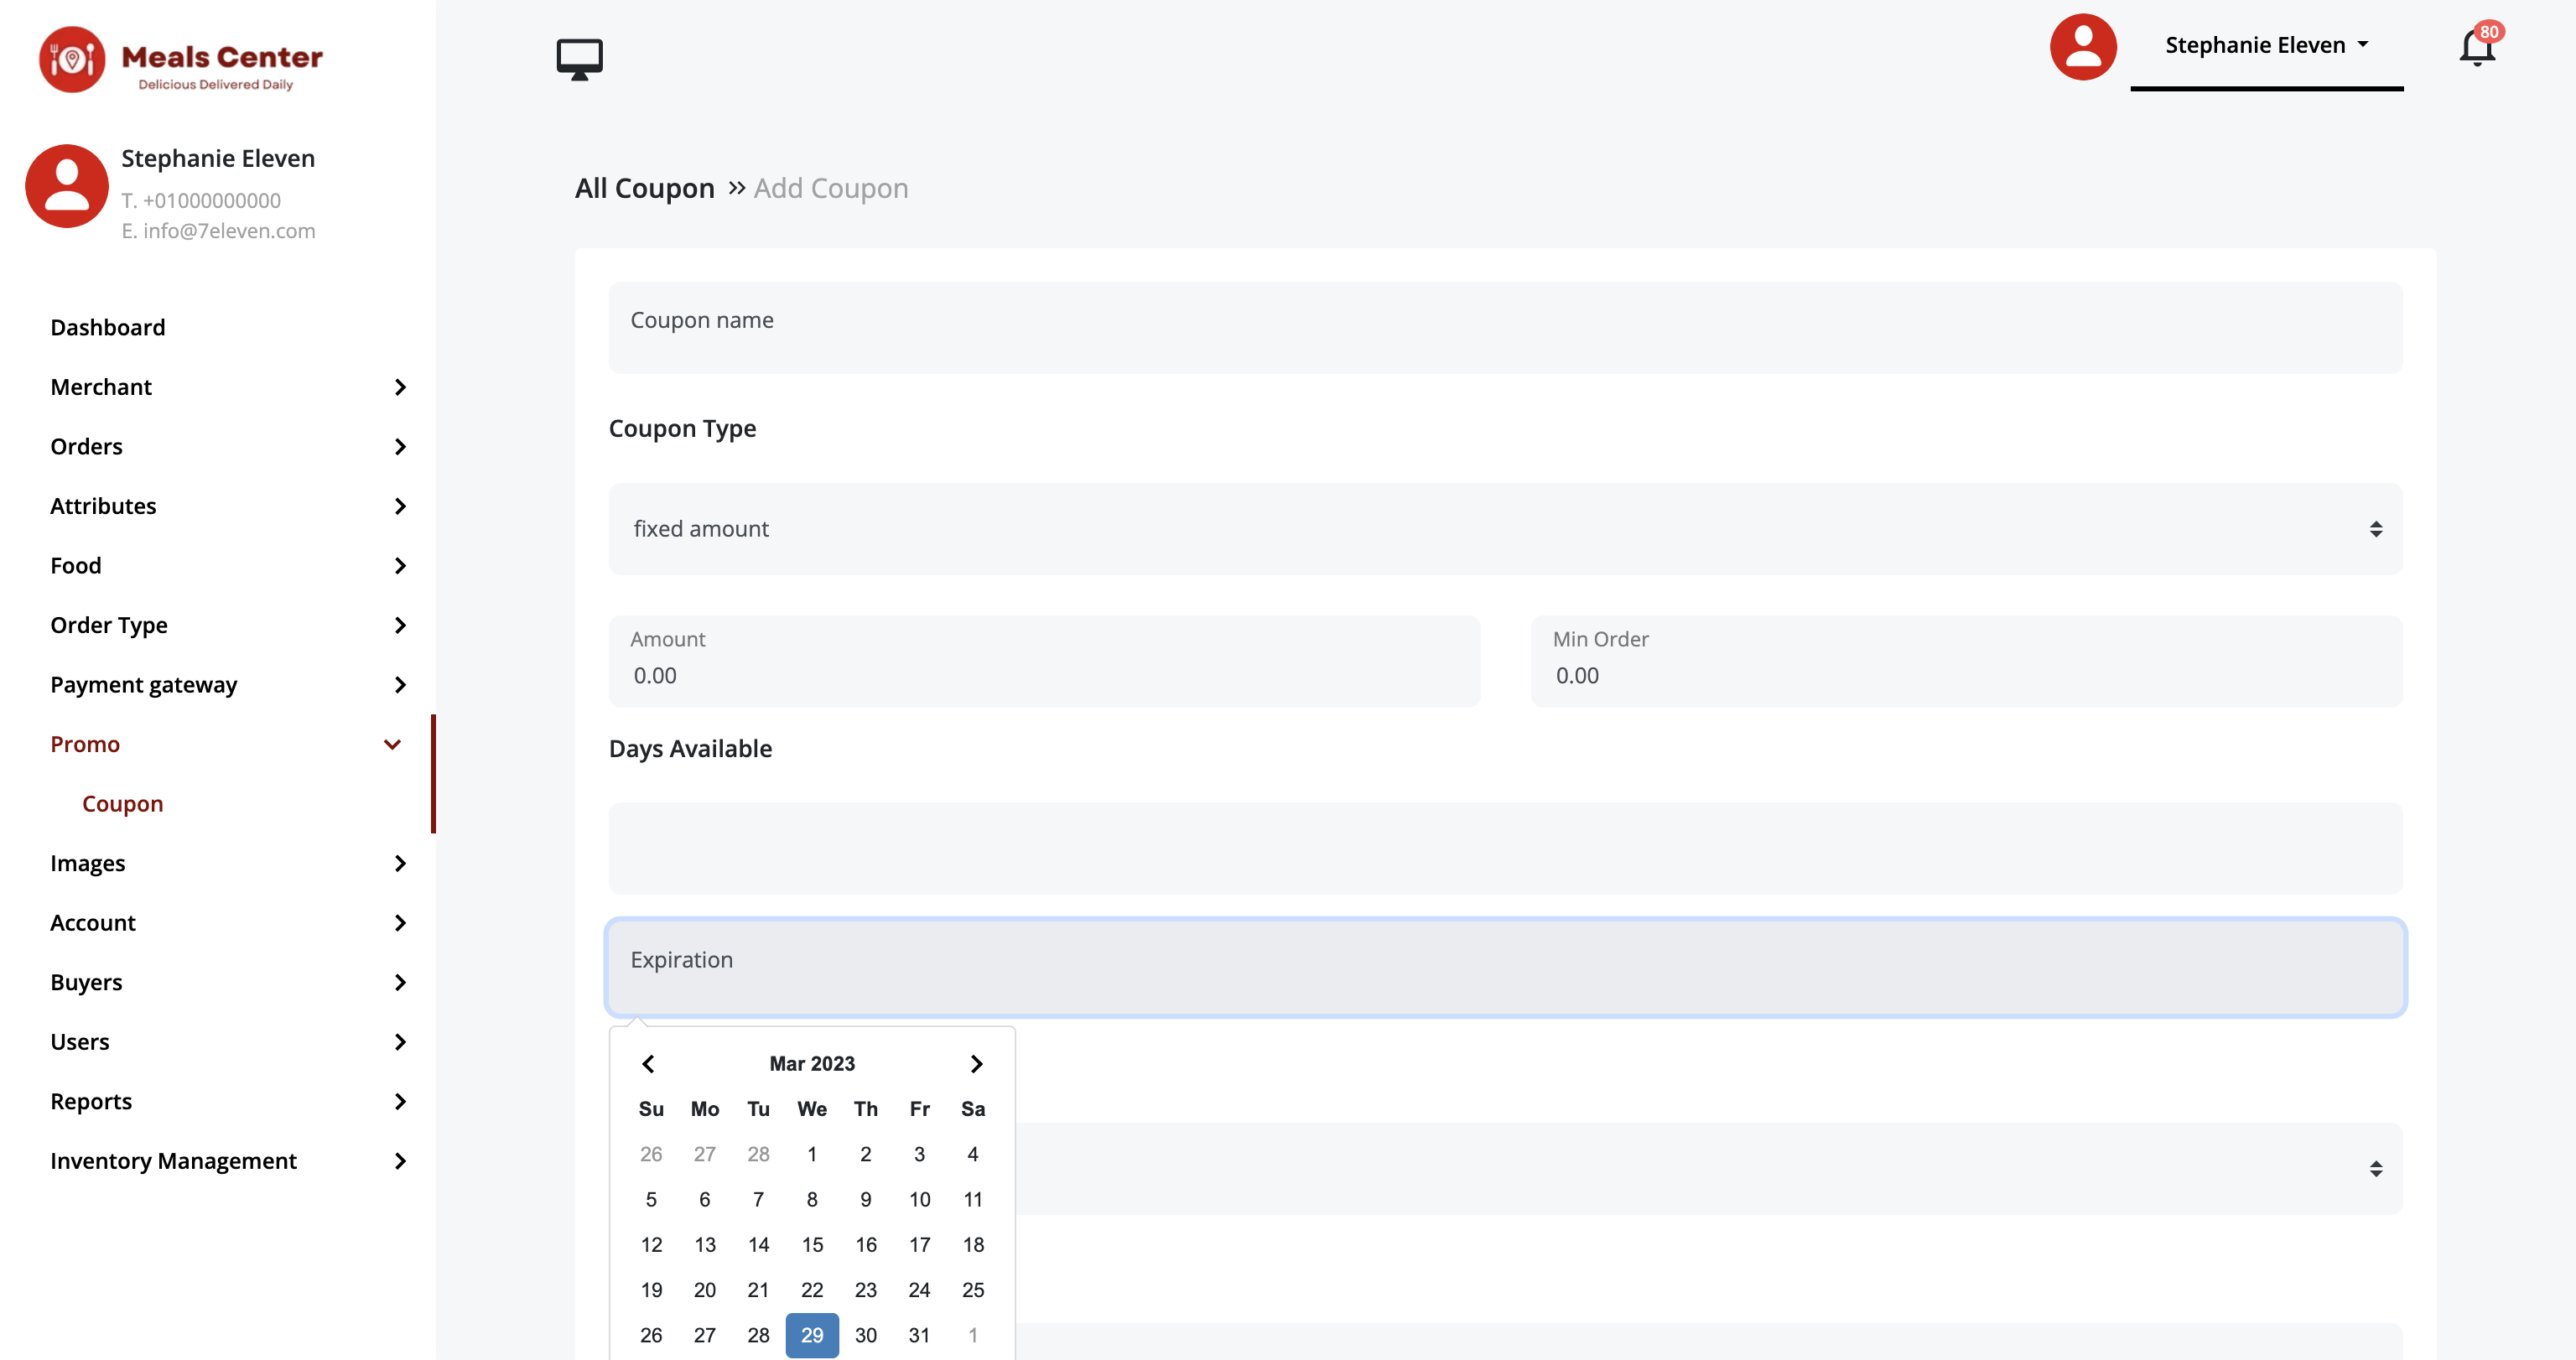 Meals Center
Delicious Delivered Daily
Stephanie Eleven
T. +01000000000
E. info@7eleven.com
Dashboard
Merchant
Orders
Attributes
Food
Order Type
Payment gateway
Promo
Coupon
Images
Account
Buyers
Users
Reports
Inventory Management
Stephanie Eleven
80
All Coupon » Add Coupon
Coupon name
Coupon Type
fixed amount
Amount
0.00
Min Order
0.00
Days Available
Expiration
Mar 2023
Su Mo Tu We Th Fr Sa
26 27 28 1 2 3 4
5 6 7 8 9 10 11
12 13 14 15 16 17 18
19 20 21 22 23 24 25
26 27 28 29 30 31 1